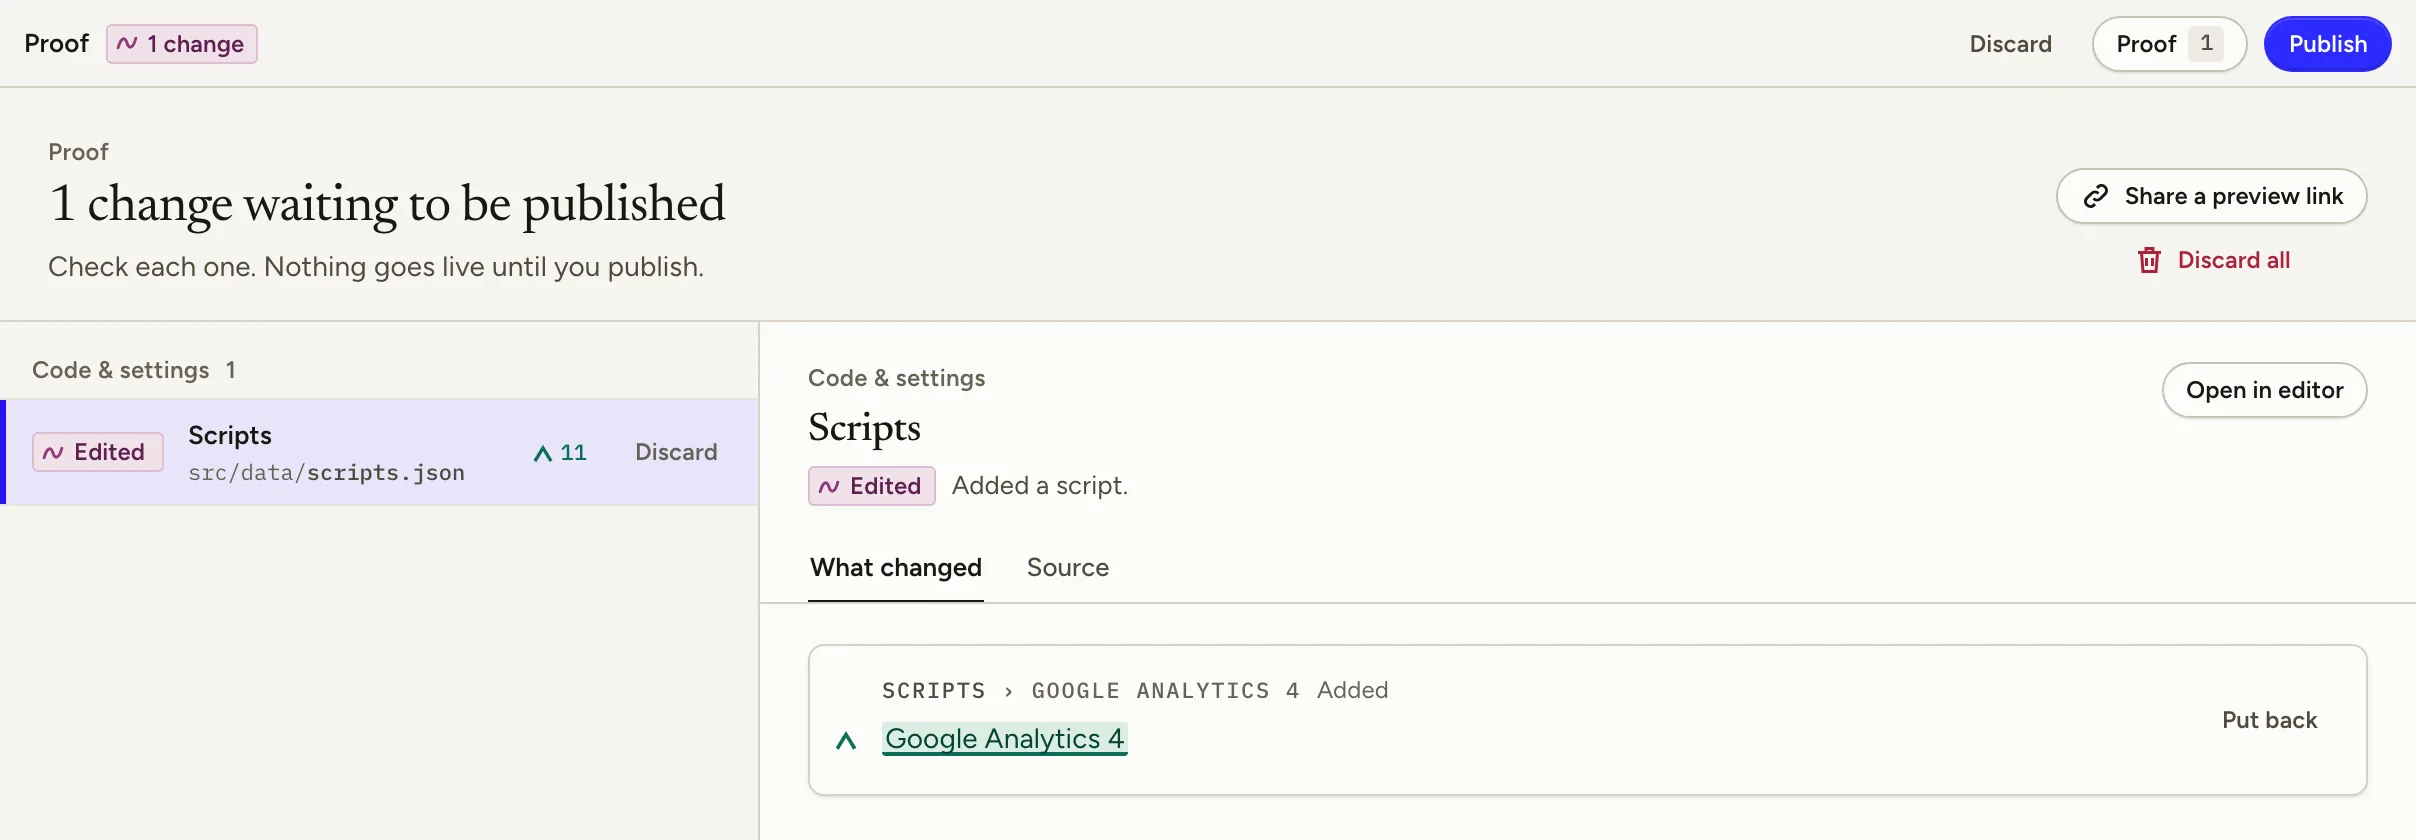 Proof 1 change Discard Proof 1 Publish
Proof
1 change waiting to be published
Check each one. Nothing goes live until you publish.
Share a preview link
Discard all
Code & settings 1
Edited Scripts 11 Discard
src/data/scripts.json
Code & settings
Scripts
Open in editor
Edited Added a script.
What changed Source
SCRIPTS › GOOGLE ANALYTICS 4 Added
Google Analytics 4
Put back